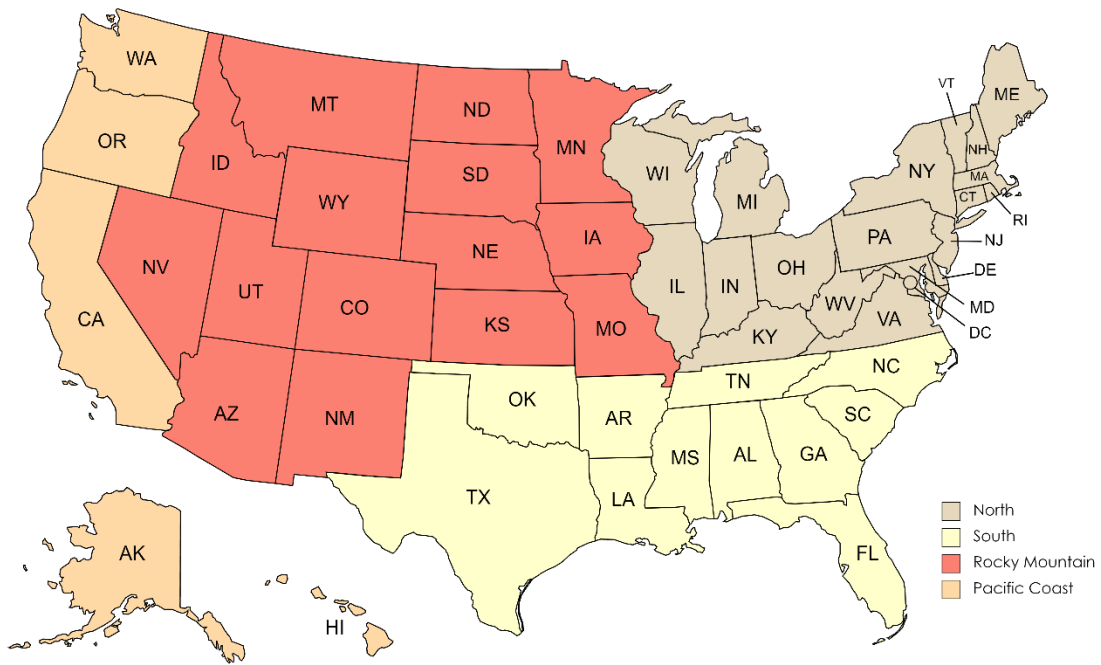 WA
OR
CA
AK
HI
MT
ID
WY
NV
UT
CO
AZ
NM
ND
SD
NE
KS
MN
IA
MO
WI
MI
IL
IN
OH
KY
WV
VA
PA
NY
VT
NH
ME
MA
CT
RI
NJ
DE
MD
DC
OK
TX
AR
LA
TN
NC
SC
MS
AL
GA
FL
North
South
Rocky Mountain
Pacific Coast